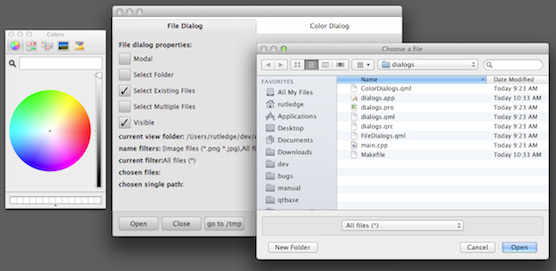 Colors
File Dialog
Color Dialog
File dialog properties:
Modal
Select Folder
Select Existing Files
Select Multiple Files
Visible
current view folder: /Users/rutledge/dev/
name filters: [Image files (*.png *.jpg),All
current filter:All files (*)
chosen files:
chosen single path:
Open
Close
go to /tmp
Choose a file
dialogs
FAVORITES
All My Files
rutledge
Applications
Desktop
Documents
Downloads
dev
bugs
manual
qtbase
Name
Date Modified
ColorDialogs.qml
Today 9:23 AM
dialogs.app
Today 10:33 AM
dialogs.pro
Today 9:23 AM
dialogs.qml
Today 9:23 AM
dialogs.qrc
Today 9:23 AM
FileDialogs.qml
Today 9:23 AM
main.cpp
Today 9:23 AM
Makefile
Today 10:33 AM
All files (*)
New Folder
Cancel
Open